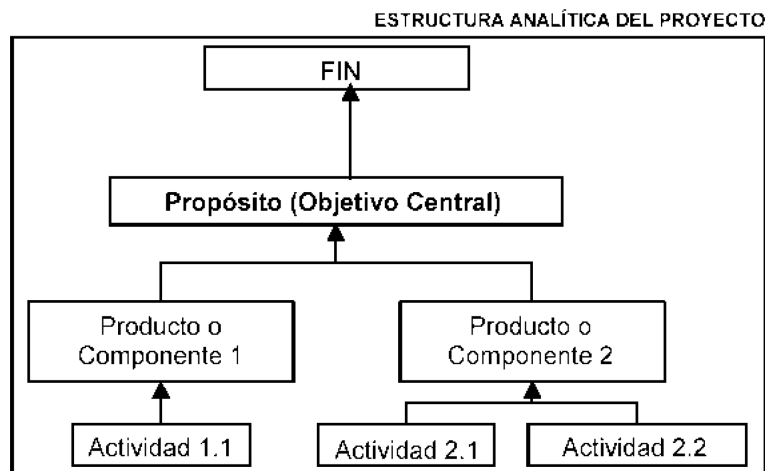 ESTRUCTURA ANALÍTICA DEL PROYECTO
FIN
Propósito (Objetivo Central)
Producto o
Componente 1
Producto o
Componente 2
Actividad 1.1
Actividad 2.1
Actividad 2.2